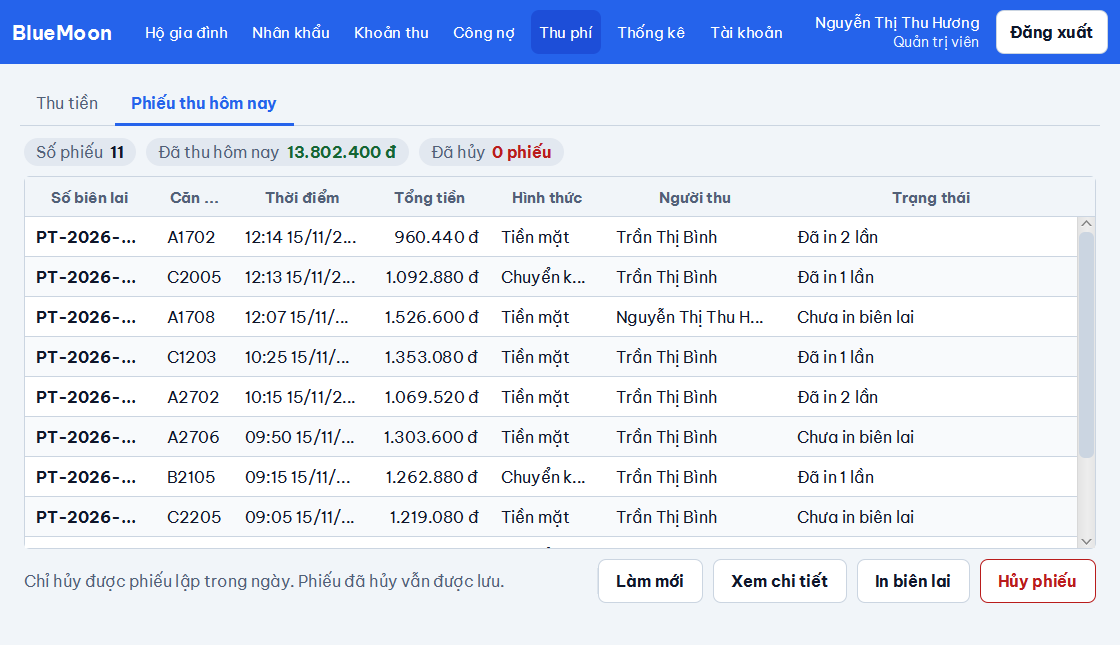 BlueMoon Hộ gia đình Nhân khẩu Khoản thu Công nợ Thu phí Thống kê Tài khoản Nguyễn Thị Thu Hương Đăng xuất
Quản trị viên
Thu tiền Phiếu thu hôm nay
Số phiếu 11 Đã thu hôm nay 13.802.400 đ Đã hủy 0 phiếu
Số biên lai Căn ... Thời điểm Tổng tiền Hình thức Người thu Trạng thái
PT-2026-... A1702 12:14 15/11/2... 960.440 đ Tiền mặt Trần Thị Bình Đã in 2 lần
PT-2026-... C2005 12:13 15/11/2... 1.092.880 đ Chuyển k... Trần Thị Bình Đã in 1 lần
PT-2026-... A1708 12:07 15/11/... 1.526.600 đ Tiền mặt Nguyễn Thị Thu H... Chưa in biên lai
PT-2026-... C1203 10:25 15/11/... 1.353.080 đ Tiền mặt Trần Thị Bình Đã in 1 lần
PT-2026-... A2702 10:15 15/11/2... 1.069.520 đ Tiền mặt Trần Thị Bình Đã in 2 lần
PT-2026-... A2706 09:50 15/11/... 1.303.600 đ Tiền mặt Trần Thị Bình Chưa in biên lai
PT-2026-... B2105 09:15 15/11/... 1.262.880 đ Chuyển k... Trần Thị Bình Đã in 1 lần
PT-2026-... C2205 09:05 15/11/... 1.219.080 đ Tiền mặt Trần Thị Bình Chưa in biên lai
Chỉ hủy được phiếu lập trong ngày. Phiếu đã hủy vẫn được lưu. Làm mới Xem chi tiết In biên lai Hủy phiếu